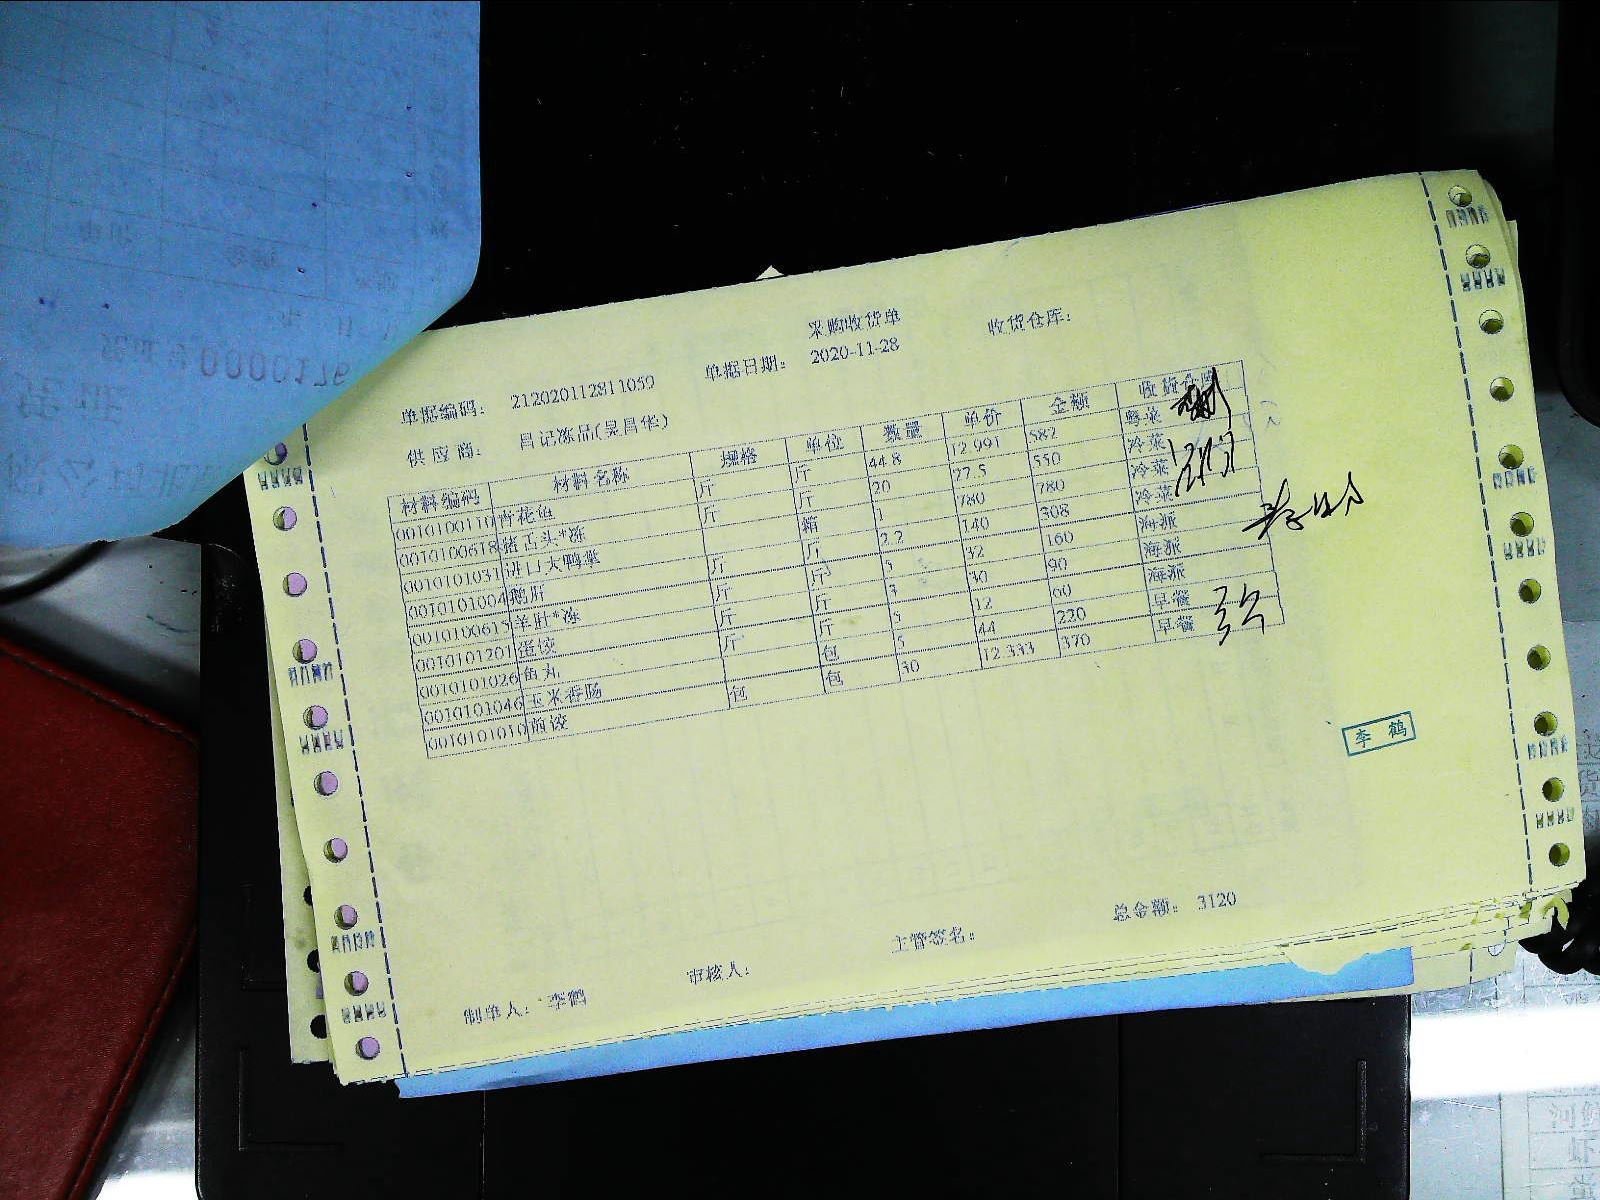 采购收货单
单据编码： 212020112811059 单据日期： 2020-11-28 收货仓库：
供应商： 昌记冻品(吴昌华)
材料编码 材料名称 规格 单位 数量 单价 金额 收货仓库
0010100110 青花鱼 斤 斤 44.8 12.991 582 粤菜
0010100618 猪舌头*冻 斤 斤 20 27.5 550 冷菜
0010101031 进口大鸭掌 箱 1 780 780 冷菜
0010101004 鹅肝 斤 斤 2.2 140 308 冷菜
0010100615 羊肚*冻 斤 斤 5 32 160 海派
0010101201 蛋饺 斤 斤 3 30 90 海派
0010101026 鱼丸 斤 斤 5 12 60 海派
0010101046 玉米香肠 包 5 44 220 早餐
0010101010 煎饺 包 包 30 12.333 370 早餐
李鹤
总金额： 3120
制单人： 李鹤 审核人： 主管签名：
0000176